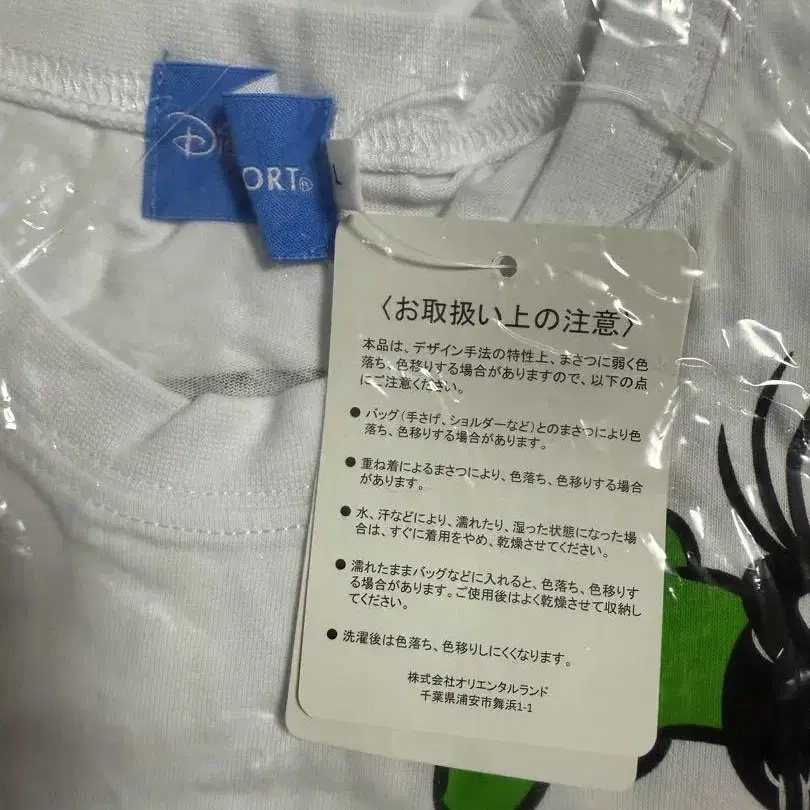 D
ORT®
L
〈お取扱い上の注意〉
本品は、デザイン手法の特性上、まさつに弱く色
落ち、色移りする場合がありますので、以下の点
にご注意ください。
● バッグ(手さげ、ショルダーなど)とのまさつにより色
落ち、色移りする場合があります。
● 重ね着によるまさつにより、色落ち、色移りする場合
があります。
● 水、汗などにより、濡れたり、湿った状態になった場
合は、すぐに着用をやめ、乾燥させてください。
● 濡れたままバッグなどに入れると、色落ち、色移りす
る場合があります。ご使用後はよく乾燥させて収納し
てください。
● 洗濯後は色落ち、色移りしにくくなります。
株式会社オリエンタルランド
千葉県浦安市舞浜1-1